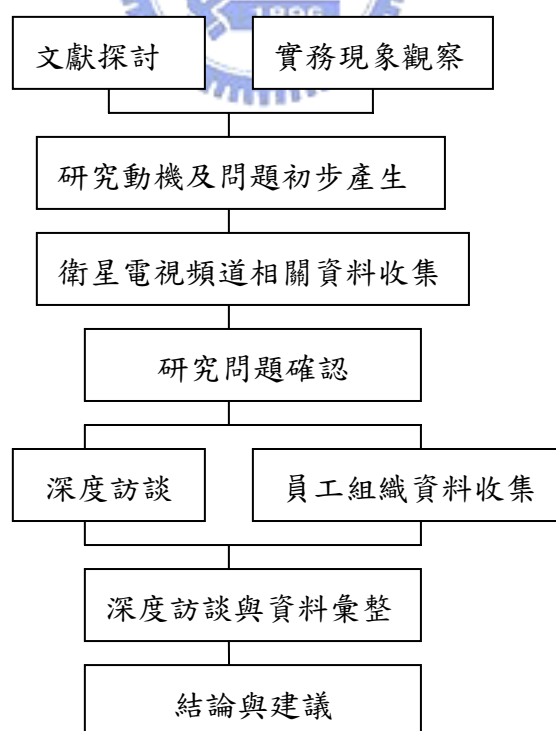 1896
文獻探討
實務現象觀察
研究動機及問題初步產生
衛星電視頻道相關資料收集
研究問題確認
深度訪談
員工組織資料收集
深度訪談與資料彙整
結論與建議